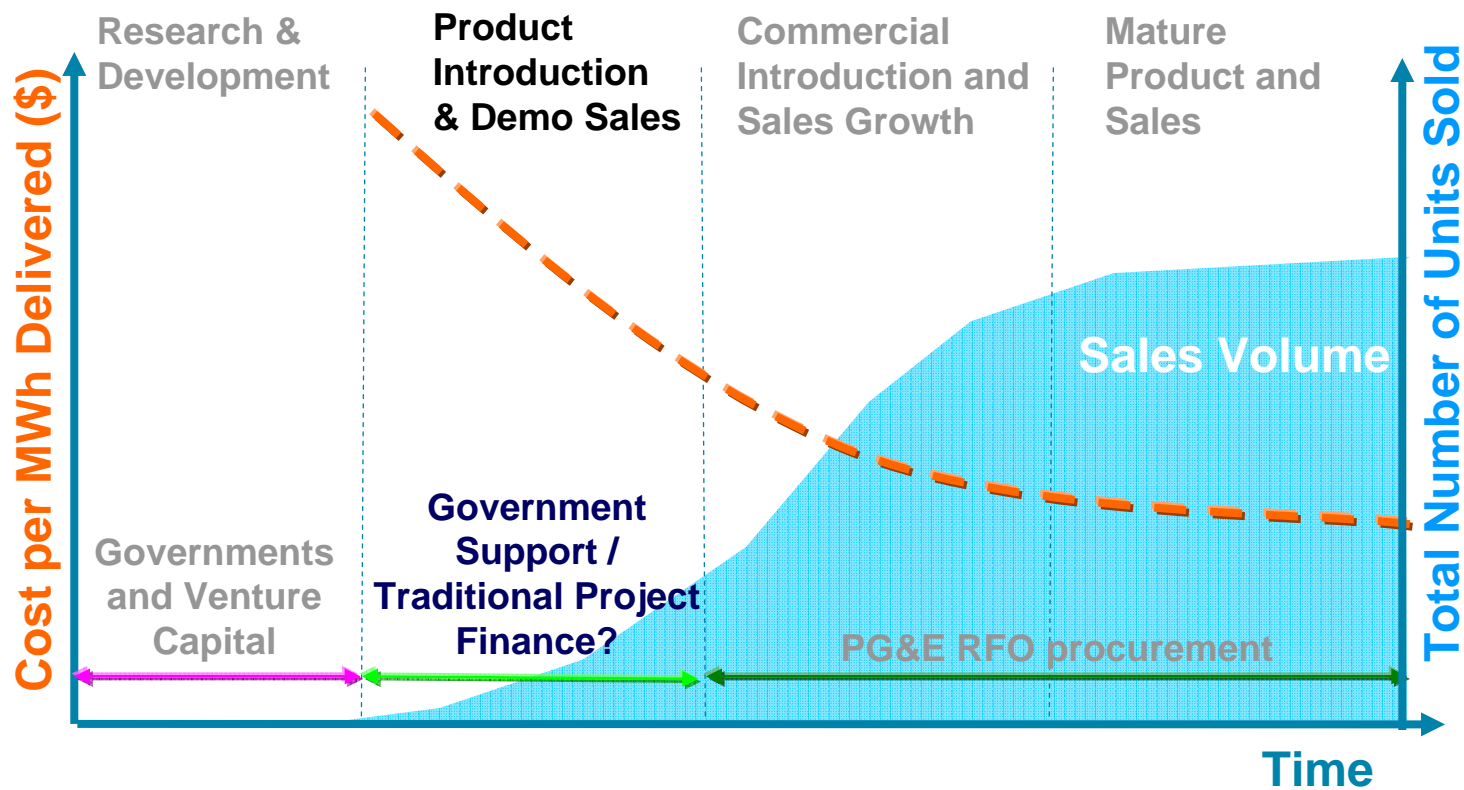 Research &
Development
Product
Introduction
& Demo Sales
Commercial
Introduction and
Sales Growth
Mature
Product and
Sales
Cost per MWh Delivered ($)
Total Number of Units Sold
Sales Volume
Governments
and Venture
Capital
Government
Support /
Traditional Project
Finance?
PG&E RFO procurement
Time